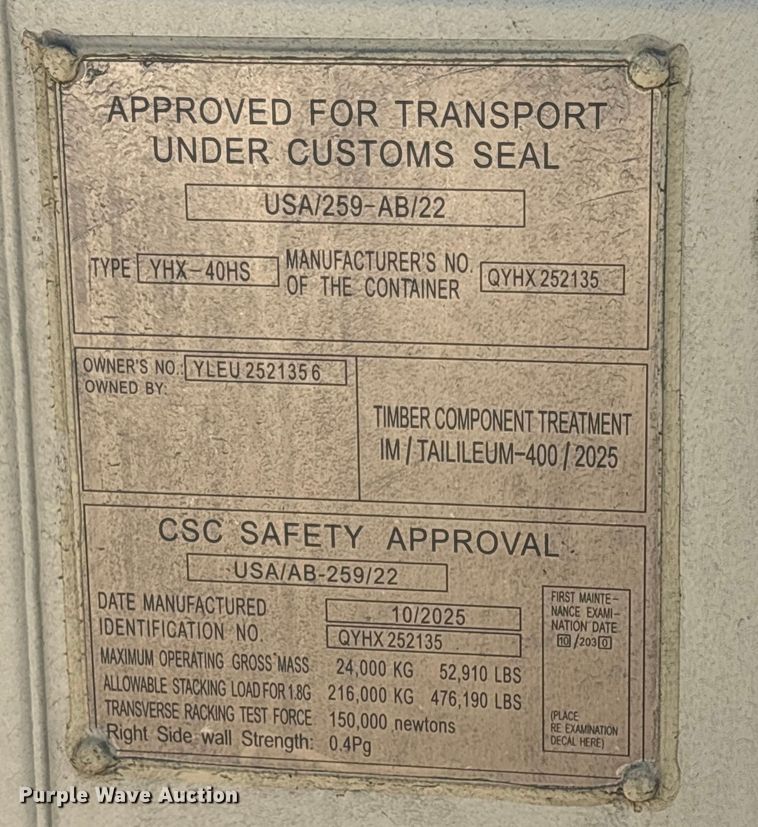 APPROVED FOR TRANSPORT
UNDER CUSTOMS SEAL
USA/259-AB/22
TYPE YHX-40HS MANUFACTURER'S NO. OF THE CONTAINER QYHX 252135
OWNER'S NO.: YLEU 252135 6
OWNED BY:
TIMBER COMPONENT TREATMENT
IM / TAILILEUM-400 / 2025
CSC SAFETY APPROVAL
USA/AB-259/22
DATE MANUFACTURED 10/2025
IDENTIFICATION NO. QYHX 252135
MAXIMUM OPERATING GROSS MASS 24,000 KG 52,910 LBS
ALLOWABLE STACKING LOAD FOR 1.8G 216,000 KG 476,190 LBS
TRANSVERSE RACKING TEST FORCE 150,000 newtons
Right Side wall Strength: 0.4Pg
FIRST MAINTE-
NANCE EXAMI-
NATION DATE
10/2030
(PLACE
RE EXAMINATION
DECAL HERE)
Purple Wave Auction